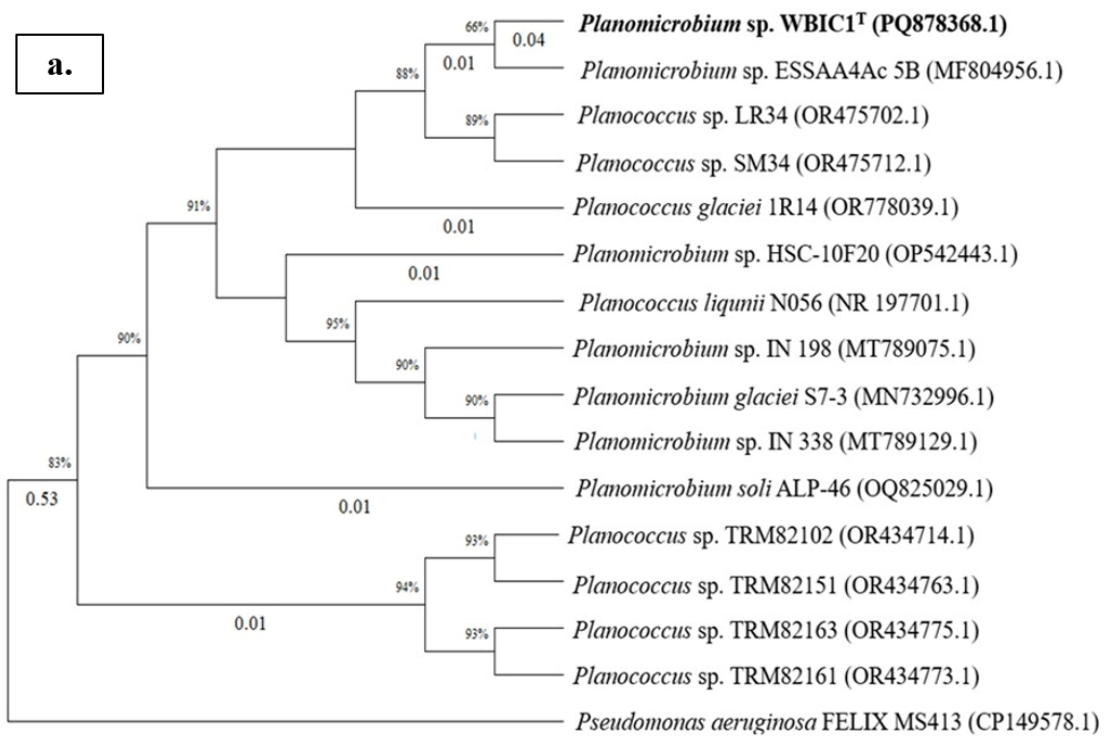 a.
66%
Planomicrobium sp. WBIC1ᵀ (PQ878368.1)
0.04
0.01
Planomicrobium sp. ESSAA4Ac 5B (MF804956.1)
88%
89%
Planococcus sp. LR34 (OR475702.1)
Planococcus sp. SM34 (OR475712.1)
91%
Planococcus glaciei 1R14 (OR778039.1)
0.01
Planomicrobium sp. HSC-10F20 (OP542443.1)
0.01
Planococcus liqunii N056 (NR 197701.1)
95%
90%
Planomicrobium sp. IN 198 (MT789075.1)
90%
90%
Planomicrobium glaciei S7-3 (MN732996.1)
Planomicrobium sp. IN 338 (MT789129.1)
83%
Planomicrobium soli ALP-46 (OQ825029.1)
0.53
0.01
93%
Planococcus sp. TRM82102 (OR434714.1)
94%
Planococcus sp. TRM82151 (OR434763.1)
0.01
93%
Planococcus sp. TRM82163 (OR434775.1)
Planococcus sp. TRM82161 (OR434773.1)
Pseudomonas aeruginosa FELIX MS413 (CP149578.1)